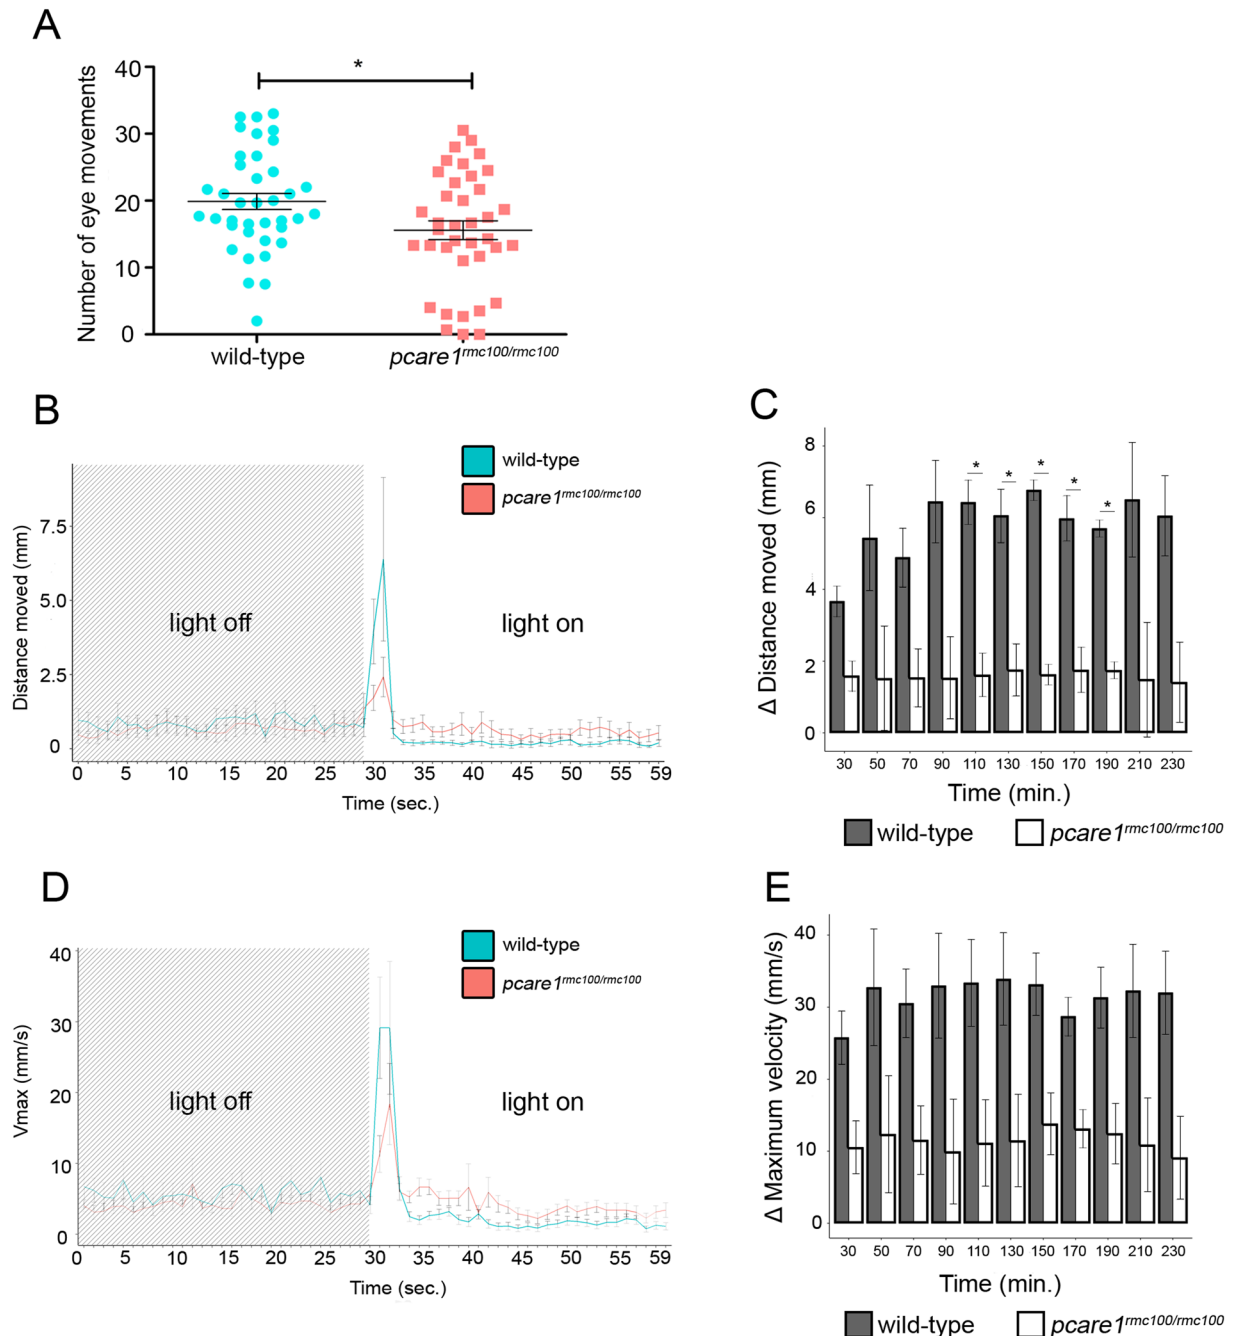 A
Number of eye movements
40
30
20
10
0
*
wild-type
pcare1rmc100/rmc100
B
Distance moved (mm)
7.5
5.0
2.5
0
light off
light on
wild-type
pcare1rmc100/rmc100
0 5 10 15 20 25 30 35 40 45 50 55 59
Time (sec.)
C
Δ Distance moved (mm)
8
6
4
2
0
* * * * *
30 50 70 90 110 130 150 170 190 210 230
Time (min.)
wild-type pcare1rmc100/rmc100
D
Vmax (mm/s)
40
30
20
10
0
light off
light on
wild-type
pcare1rmc100/rmc100
0 5 10 15 20 25 30 35 40 45 50 55 59
Time (sec.)
E
Δ Maximum velocity (mm/s)
40
30
20
10
0
30 50 70 90 110 130 150 170 190 210 230
Time (min.)
wild-type pcare1rmc100/rmc100